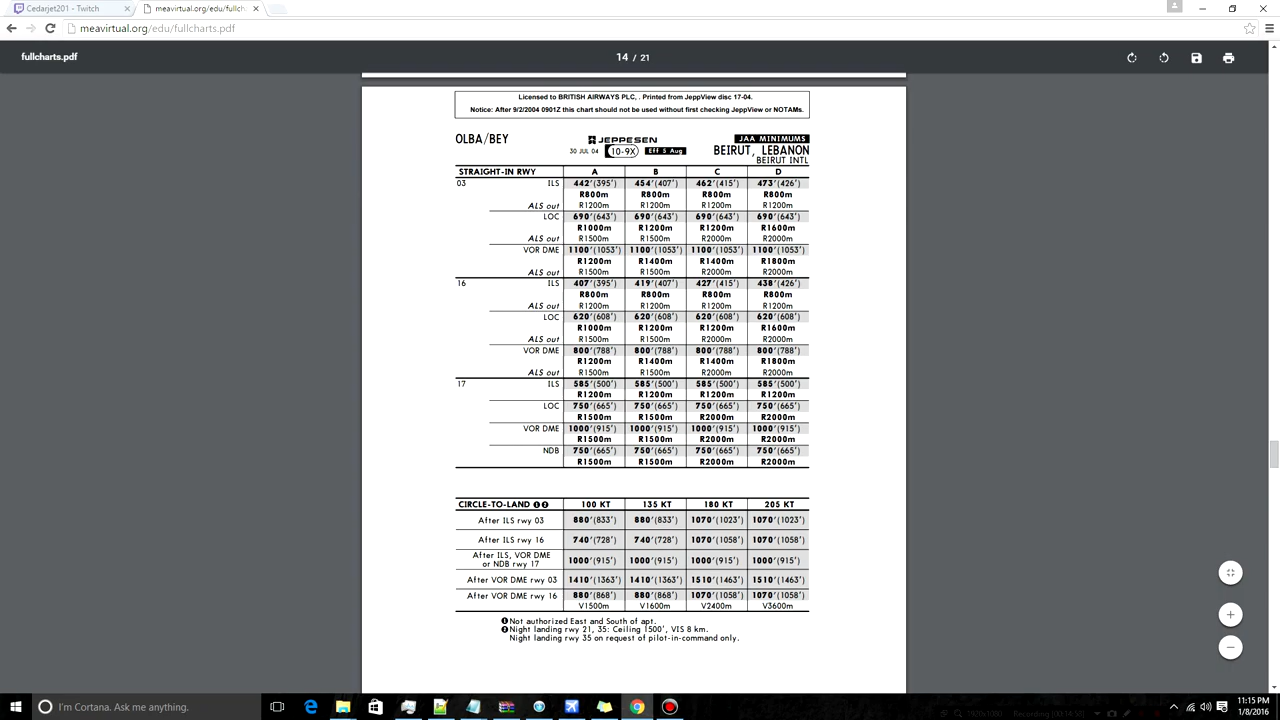 Cedarjet201 - Twitch
meavirtual.org/edu/fullch
meavirtual.org/edu/fullcharts.pdf
fullcharts.pdf
14 / 21
Licensed to BRITISH AIRWAYS PLC, . Printed from JeppView disc 17-04.
Notice: After 9/2/2004 0901Z this chart should not be used without first checking JeppView or NOTAMs.
OLBA/BEY JEPPESEN JAA MINIMUMS
30 JUL 04 10-9X Eff 5 Aug BEIRUT, LEBANON
BEIRUT INTL
STRAIGHT-IN RWY A B C D
03 ILS 442'(395') 454'(407') 462'(415') 473'(426')
R800m R800m R800m R800m
ALS out R1200m R1200m R1200m R1200m
LOC 690'(643') 690'(643') 690'(643') 690'(643')
R1000m R1200m R1200m R1600m
ALS out R1500m R1500m R2000m R2000m
VOR DME 1100'(1053') 1100'(1053') 1100'(1053') 1100'(1053')
R1200m R1400m R1400m R1800m
ALS out R1500m R1500m R2000m R2000m
16 ILS 407'(395') 419'(407') 427'(415') 438'(426')
R800m R800m R800m R800m
ALS out R1200m R1200m R1200m R1200m
LOC 620'(608') 620'(608') 620'(608') 620'(608')
R1000m R1200m R1200m R1600m
ALS out R1500m R1500m R2000m R2000m
VOR DME 800'(788') 800'(788') 800'(788') 800'(788')
R1200m R1400m R1400m R1800m
ALS out R1500m R1500m R2000m R2000m
17 ILS 585'(500') 585'(500') 585'(500') 585'(500')
R1200m R1200m R1200m R1200m
LOC 750'(665') 750'(665') 750'(665') 750'(665')
R1500m R1500m R2000m R2000m
VOR DME 1000'(915') 1000'(915') 1000'(915') 1000'(915')
R1500m R1500m R2000m R2000m
NDB 750'(665') 750'(665') 750'(665') 750'(665')
R1500m R1500m R2000m R2000m
CIRCLE-TO-LAND ❶❷ 100 KT 135 KT 180 KT 205 KT
After ILS rwy 03 880'(833') 880'(833') 1070'(1023') 1070'(1023')
After ILS rwy 16 740'(728') 740'(728') 1070'(1058') 1070'(1058')
After ILS, VOR DME
or NDB rwy 17 1000'(915') 1000'(915') 1000'(915') 1000'(915')
After VOR DME rwy 03 1410'(1363') 1410'(1363') 1510'(1463') 1510'(1463')
After VOR DME rwy 16 880'(868') 880'(868') 1070'(1058') 1070'(1058')
V1500m V1600m V2400m V3600m
❶ Not authorized East and South of apt.
❷ Night landing rwy 21, 35: Ceiling 1500', VIS 8 km.
Night landing rwy 35 on request of pilot-in-command only.
I'm Cortana. Ask me anything.
11:15 PM
1/8/2016